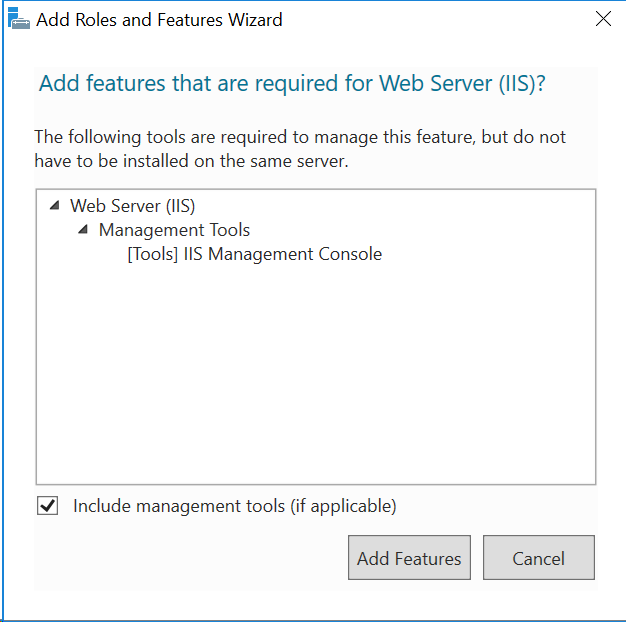 Add Roles and Features Wizard
Add features that are required for Web Server (IIS)?
The following tools are required to manage this feature, but do not
have to be installed on the same server.
Web Server (IIS)
Management Tools
[Tools] IIS Management Console
Include management tools (if applicable)
Add Features
Cancel